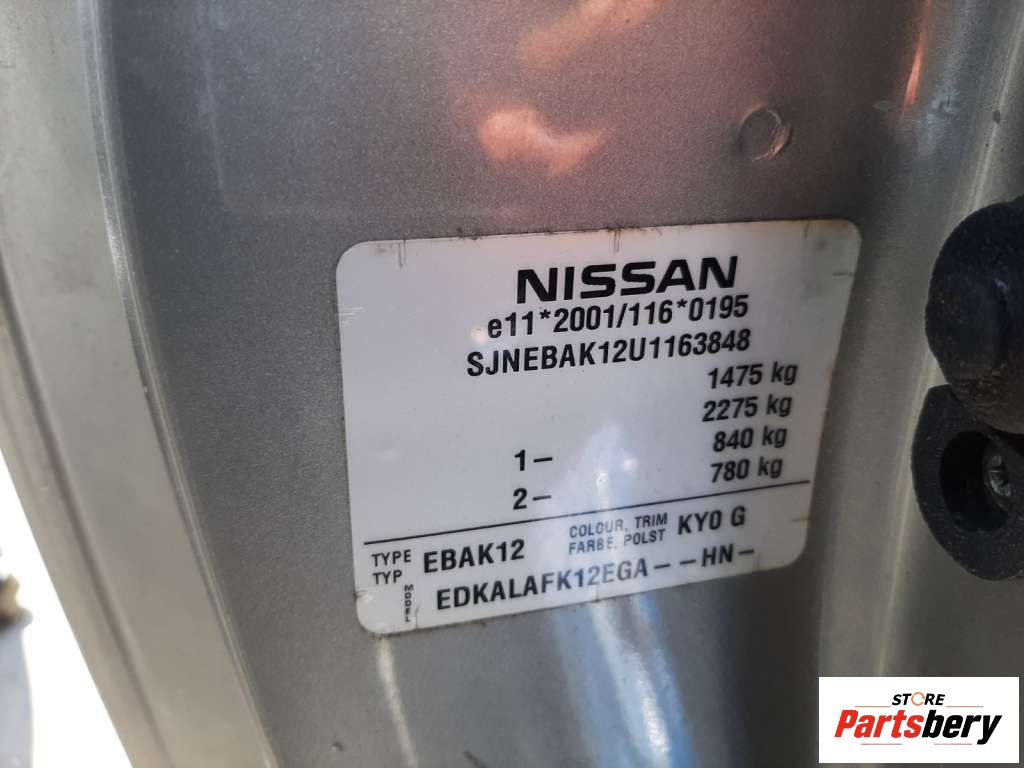 NISSAN
e11*2001/116*0195
SJNEBAK12U1163848
1475 kg
2275 kg
1- 840 kg
2- 780 kg
TYPE
TYP EBAK12 COLOUR, TRIM
FARBE, POLST KY0 G
MODEL EDKALAFK12EGA--HN-
STORE
Partsbery